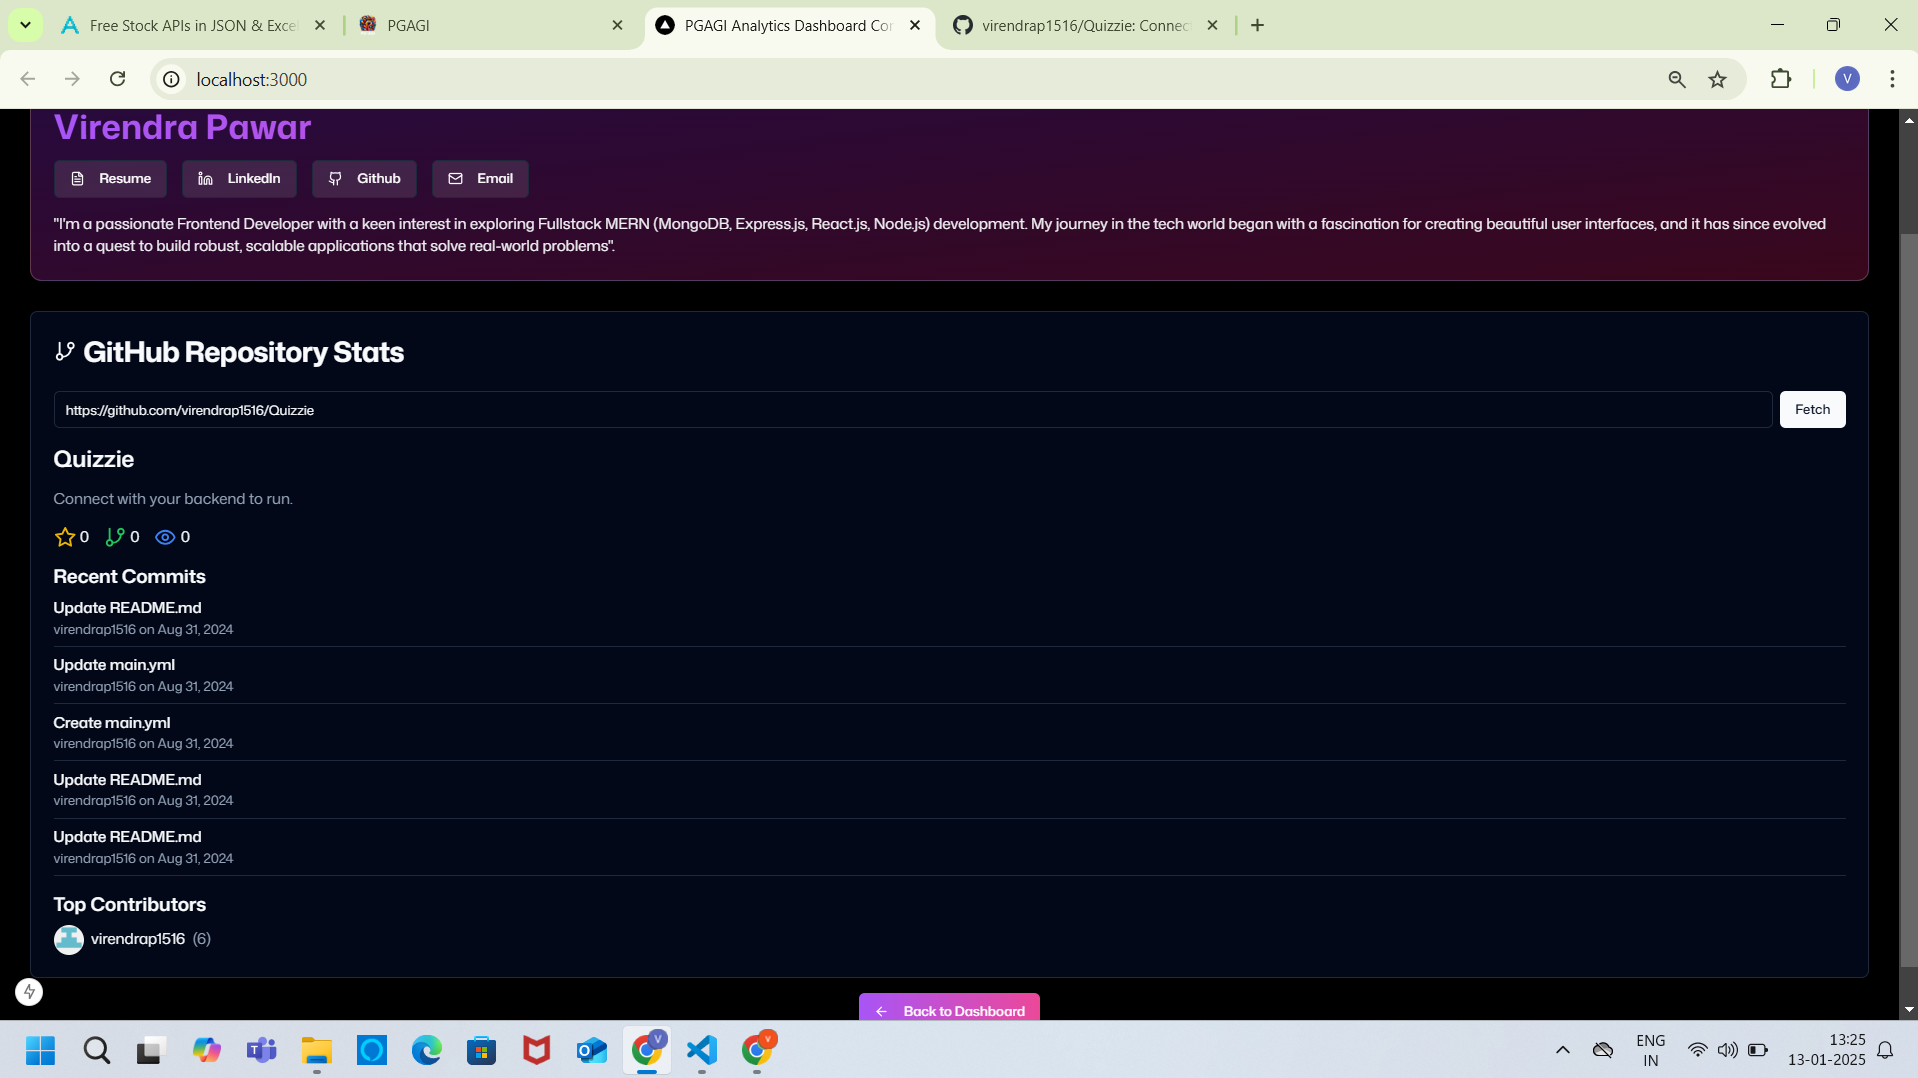 Free Stock APIs in JSON & Exce
PGAGI
PGAGI Analytics Dashboard Cor
virendrap1516/Quizzie: Connect
localhost:3000
V
Virendra Pawar
Resume
LinkedIn
Github
Email
"I'm a passionate Frontend Developer with a keen interest in exploring Fullstack MERN (MongoDB, Express.js, React.js, Node.js) development. My journey in the tech world began with a fascination for creating beautiful user interfaces, and it has since evolved
into a quest to build robust, scalable applications that solve real-world problems".
GitHub Repository Stats
https://github.com/virendrap1516/Quizzie
Fetch
Quizzie
Connect with your backend to run.
0 0 0
Recent Commits
Update README.md
virendrap1516 on Aug 31, 2024
Update main.yml
virendrap1516 on Aug 31, 2024
Create main.yml
virendrap1516 on Aug 31, 2024
Update README.md
virendrap1516 on Aug 31, 2024
Update README.md
virendrap1516 on Aug 31, 2024
Top Contributors
virendrap1516 (6)
Back to Dashboard
ENG
IN
13:25
13-01-2025